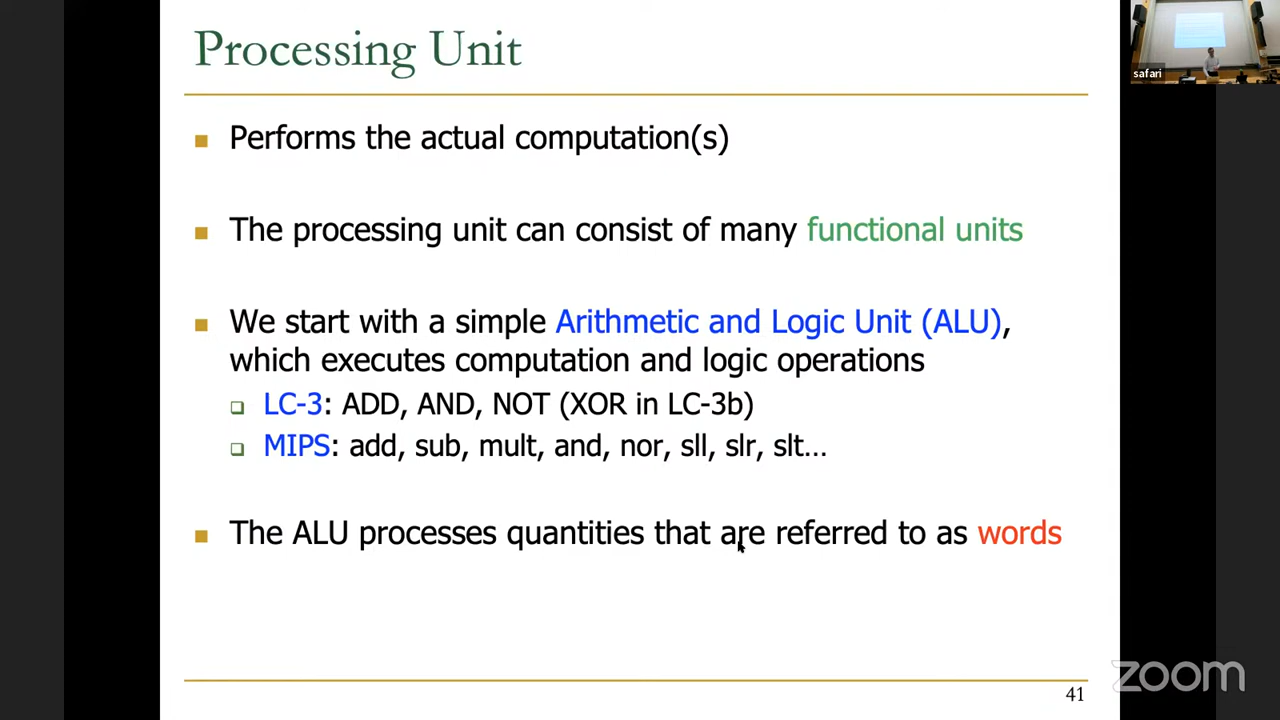 Processing Unit
safari
Performs the actual computation(s)
The processing unit can consist of many functional units
We start with a simple Arithmetic and Logic Unit (ALU),
which executes computation and logic operations
LC-3: ADD, AND, NOT (XOR in LC-3b)
MIPS: add, sub, mult, and, nor, sll, slr, slt…
The ALU processes quantities that are referred to as words
41
zoom